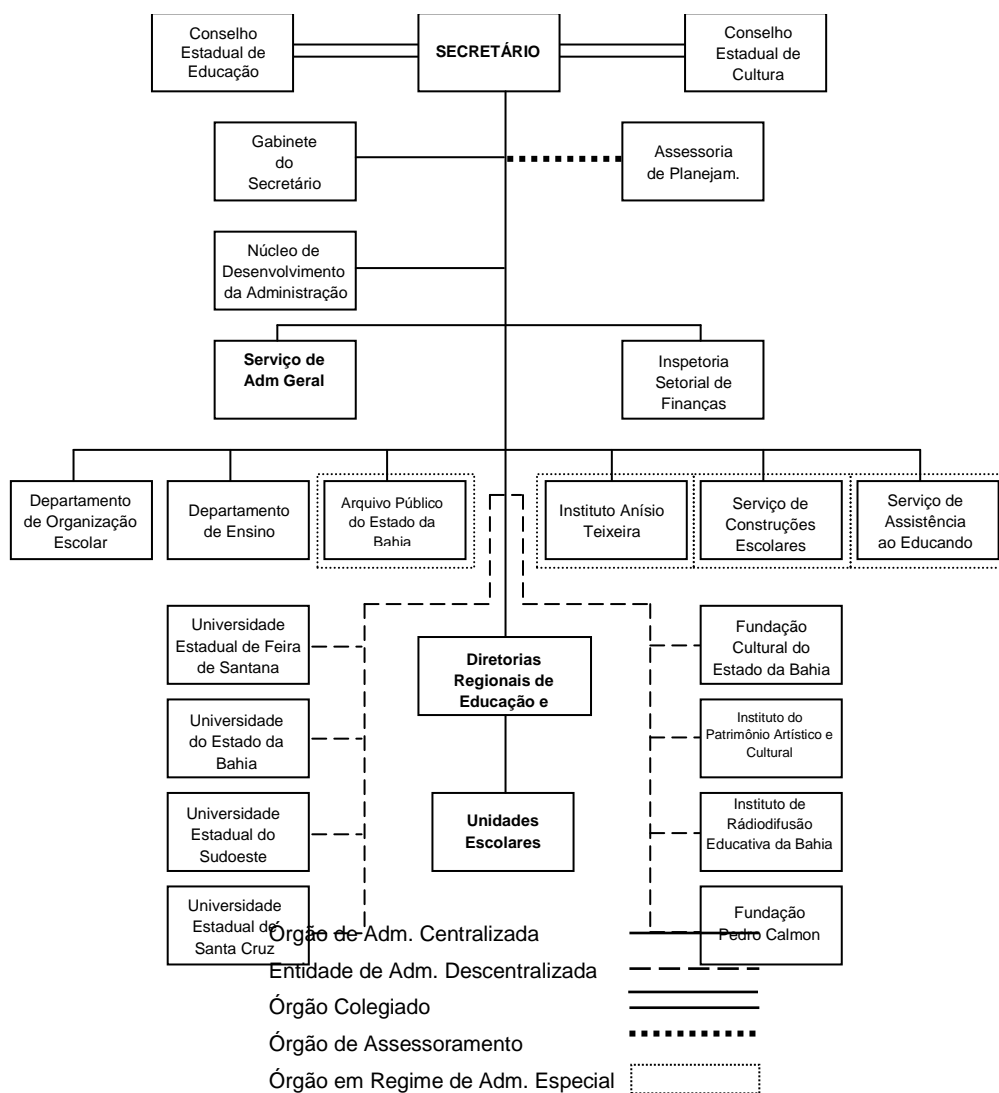 Conselho
Estadual de
Educação
SECRETÁRIO
Conselho
Estadual de
Cultura
Gabinete
do
Secretário
Assessoria
de Planejam.
Núcleo de
Desenvolvimento
da Administração
Serviço de
Adm Geral
Inspetoria
Setorial de
Finanças
Departamento
de Organização
Escolar
Departamento
de Ensino
Arquivo Público
do Estado da
Bahia
Instituto Anísio
Teixeira
Serviço de
Construções
Escolares
Serviço de
Assistência
ao Educando
Universidade
Estadual de Feira
de Santana
Diretorias
Regionais de
Educação e
Fundação
Cultural do
Estado da Bahia
Universidade
do Estado da
Bahia
Instituto do
Patrimônio Artístico e
Cultural
Universidade
Estadual do
Sudoeste
Unidades
Escolares
Instituto de
Rádiodifusão
Educativa da Bahia
Universidade
Estadual de
Santa Cruz
Fundação
Pedro Calmon
Órgão de Adm. Centralizada
Entidade de Adm. Descentralizada
Órgão Colegiado
Órgão de Assessoramento
Órgão em Regime de Adm. Especial